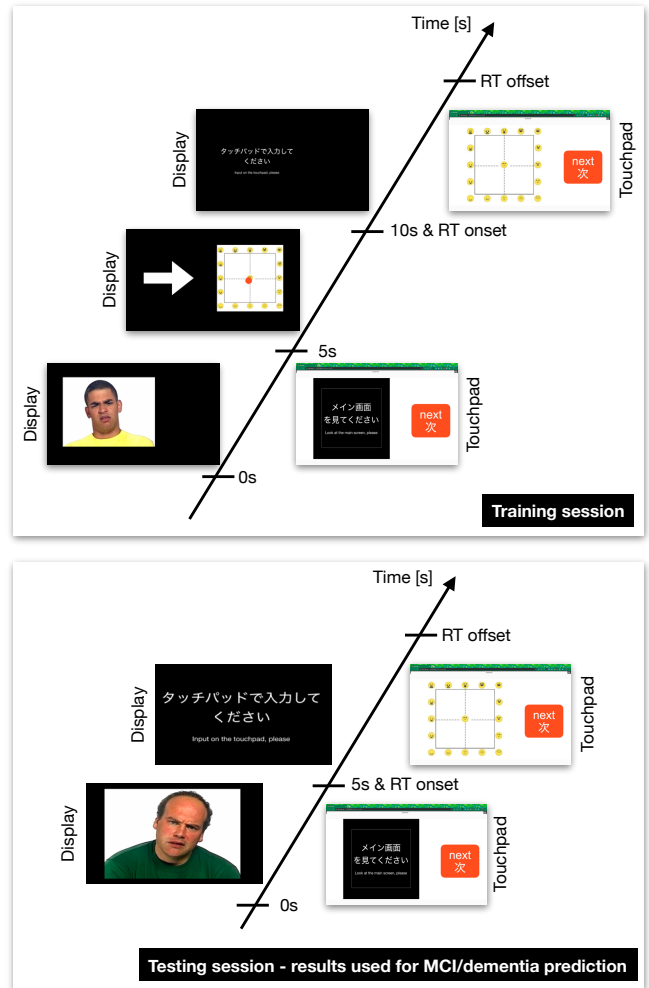 Time [s]
RT offset
Display
タッチパッドで入力して
ください
Input on the touchpad, please
next
次
Touchpad
10s & RT onset
Display
5s
Display
メイン画面
を見てください
Look at the main screen, please
next
次
Touchpad
0s
Training session
Time [s]
RT offset
Display
タッチパッドで入力して
ください
Input on the touchpad, please
next
次
Touchpad
5s & RT onset
Display
メイン画面
を見てください
Look at the main screen, please
next
次
Touchpad
0s
Testing session - results used for MCI/dementia prediction